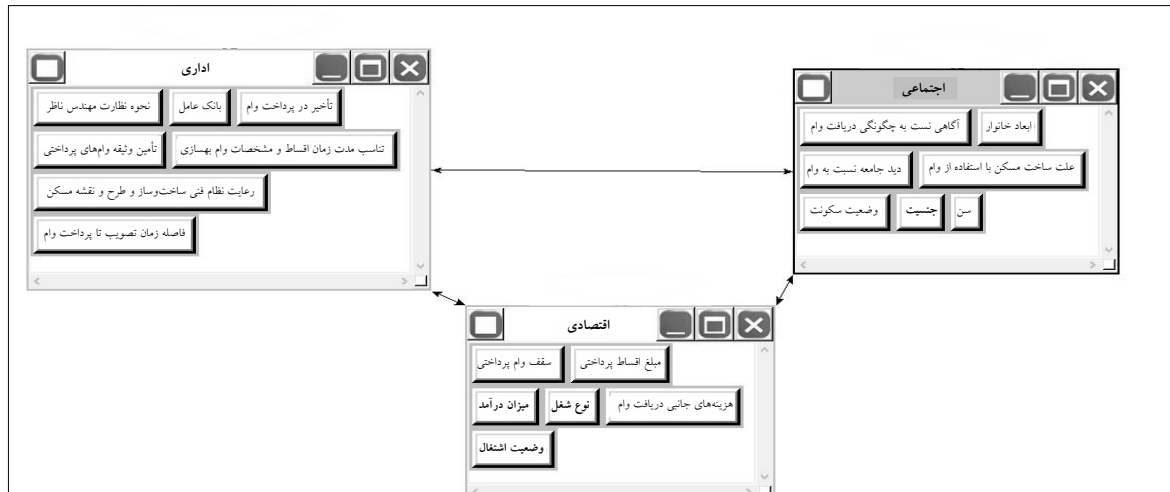 اداری
تأخیر در پرداخت وام
بانک عامل
نحوه نظارت مهندس ناظر
تناسب مدت زمان اقساط و مشخصات وام بهسازی
تأمین وثیقه وام‌های پرداختی
رعایت نظام فنی ساخت‌وساز و طرح و نقشه مسکن
فاصله زمان تصویب تا پرداخت وام
اجتماعی
ابعاد خانوار
آگاهی نست به چگونگی دریافت وام
علت ساخت مسکن با استفاده از وام
دید جامعه نسبت به وام
سن
جنسیت
وضعیت سکونت
اقتصادی
مبلغ اقساط پرداختی
سقف وام پرداختی
هزینه‌های جانبی دریافت وام
نوع شغل
میزان درآمد
وضعیت اشتغال